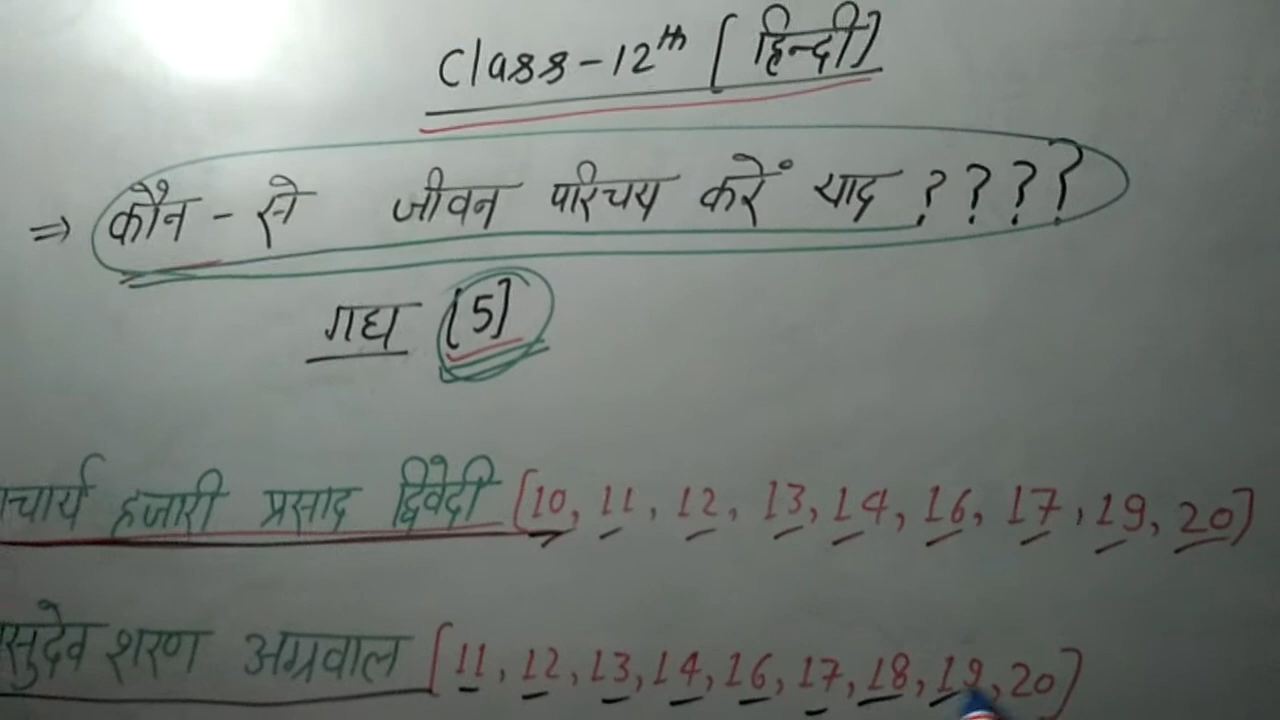 Class-12th [हिन्दी]
⇒ कौन-से जीवन परिचय करें याद ????
गद्य [5]
चार्य हजारी प्रसाद द्विवेदी [10, 11, 12, 13, 14, 16, 17, 19, 20]
सुदेव शरण अग्रवाल [11, 12, 13, 14, 16, 17, 18, 19, 20]